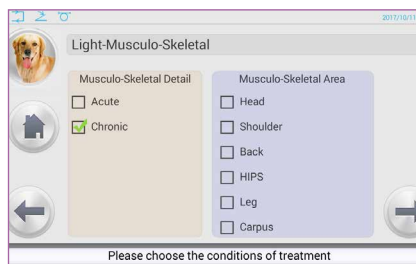 2017/10/11
Light-Musculo-Skeletal
Musculo-Skeletal Detail
Acute
Chronic
Musculo-Skeletal Area
Head
Shoulder
Back
HIPS
Leg
Carpus
Please choose the conditions of treatment